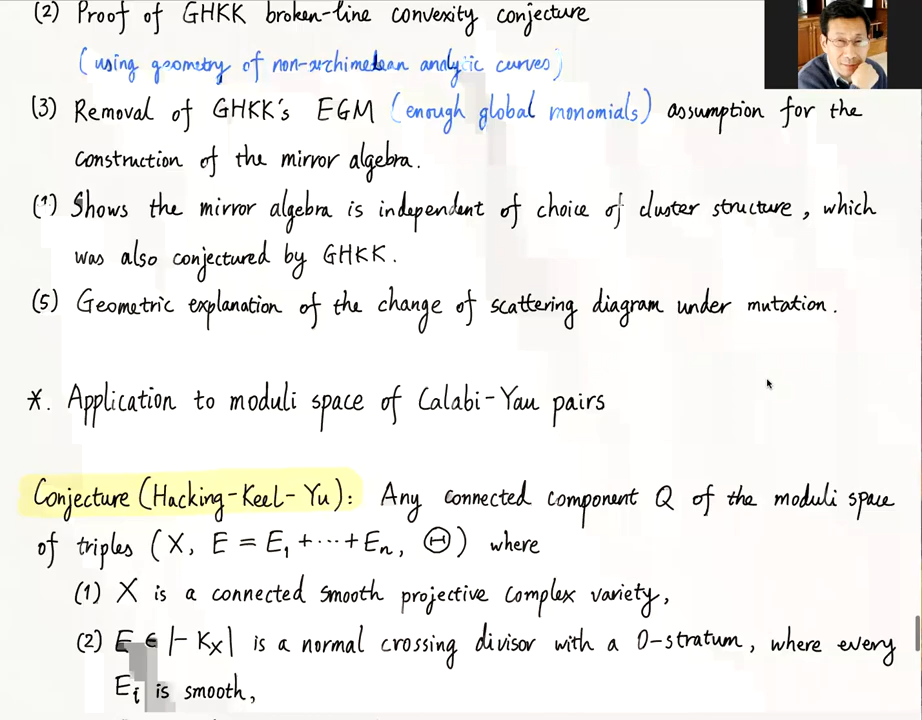 (2) Proof of GHKK broken-line convexity conjecture
(using geometry of non-archimedean analytic curves)
(3) Removal of GHKK's EGM (enough global monomials) assumption for the
construction of the mirror algebra.
(4) Shows the mirror algebra is independent of choice of cluster structure, which
was also conjectured by GHKK.
(5) Geometric explanation of the change of scattering diagram under mutation.
*. Application to moduli space of Calabi-Yau pairs
Conjecture (Hacking-Keel-Yu): Any connected component Q of the moduli space
of triples (X, E = E₁ + ⋯ + Eₙ, Ⓗ) where
(1) X is a connected smooth projective complex variety,
(2) E ∈ |-K_X| is a normal crossing divisor with a 0-stratum, where every
Eᵢ is smooth,